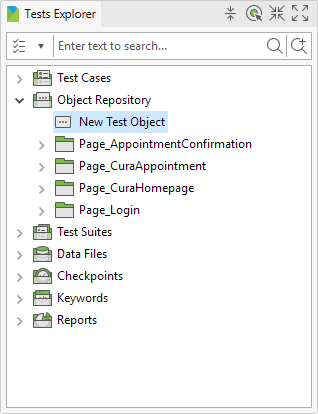 Tests Explorer
Enter text to search...
Test Cases
Object Repository
New Test Object
Page_AppointmentConfirmation
Page_CuraAppointment
Page_CuraHomepage
Page_Login
Test Suites
Data Files
Checkpoints
Keywords
Reports